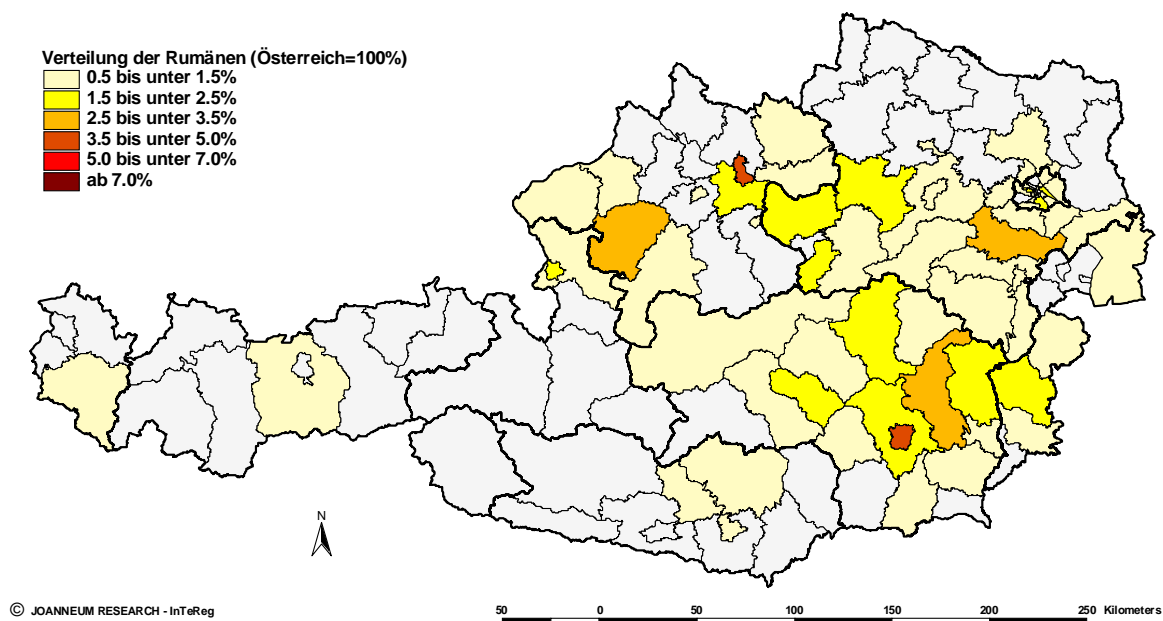 Verteilung der Rumänen (Österreich=100%)
0.5 bis unter 1.5%
1.5 bis unter 2.5%
2.5 bis unter 3.5%
3.5 bis unter 5.0%
5.0 bis unter 7.0%
ab 7.0%
N
© JOANNEUM RESEARCH - InTeReg
50 0 50 100 150 200 250 Kilometers